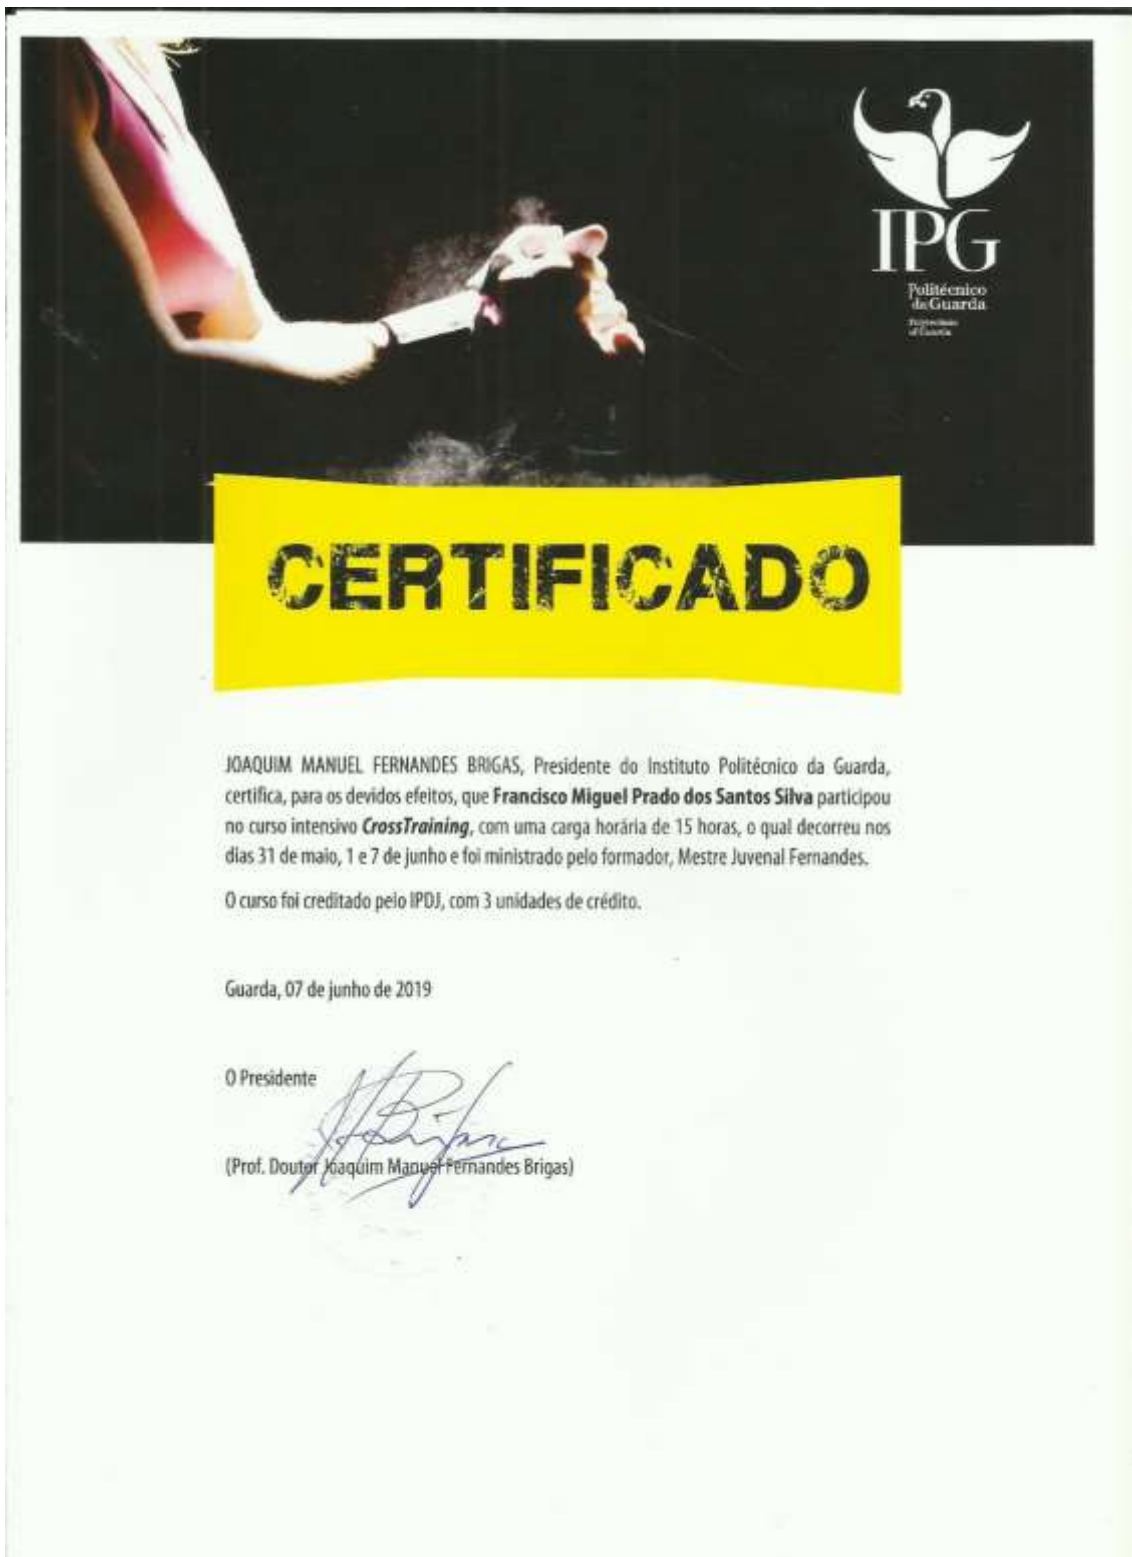 IPG
Politécnico
da Guarda
Polytechnic
of Guarda
CERTIFICADO
JOAQUIM MANUEL FERNANDES BRIGAS, Presidente do Instituto Politécnico da Guarda,
certifica, para os devidos efeitos, que Francisco Miguel Prado dos Santos Silva participou
no curso intensivo CrossTraining, com uma carga horária de 15 horas, o qual decorreu nos
dias 31 de maio, 1 e 7 de junho e foi ministrado pelo formador, Mestre Juvenal Fernandes.
O curso foi creditado pelo IPDJ, com 3 unidades de crédito.
Guarda, 07 de junho de 2019
O Presidente
(Prof. Doutor Joaquim Manuel Fernandes Brigas)